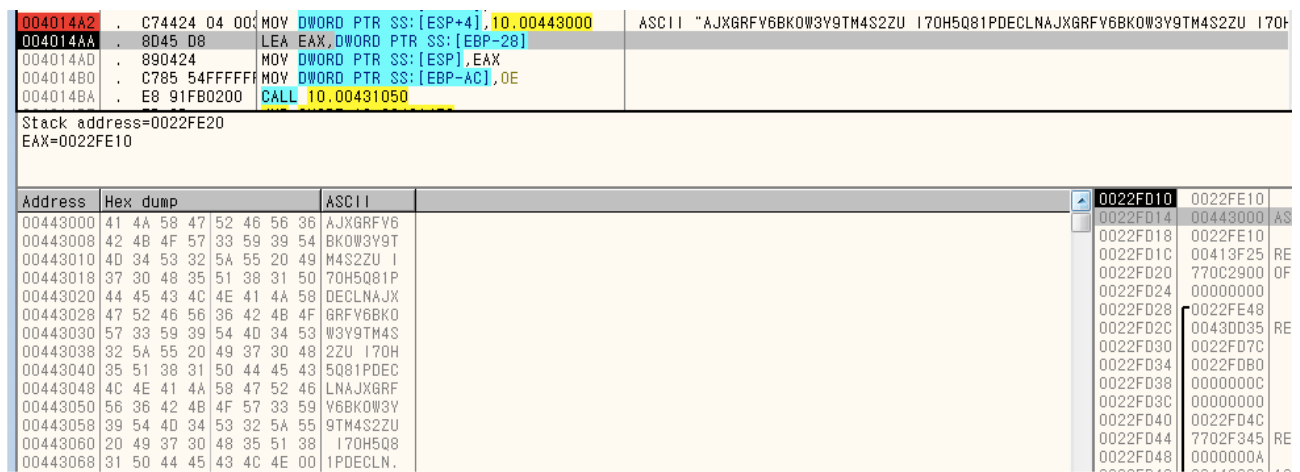 004014A2 . C74424 04 00 MOV DWORD PTR SS:[ESP+4],10.00443000 ASCII "AJXGRFV6BKOW3Y9TM4S2ZU I70H5Q81PDECLNAJXGRFV6BKOW3Y9TM4S2ZU I70H
004014AA . 8D45 D8 LEA EAX,DWORD PTR SS:[EBP-28]
004014AD . 890424 MOV DWORD PTR SS:[ESP],EAX
004014B0 . C785 54FFFFFF MOV DWORD PTR SS:[EBP-AC],0E
004014BA . E8 91FB0200 CALL 10.00431050
Stack address=0022FE20
EAX=0022FE10
Address Hex dump ASCII
00443000 41 4A 58 47 52 46 56 36 AJXGRFV6
00443008 42 4B 4F 57 33 59 39 54 BKOW3Y9T
00443010 4D 34 53 32 5A 55 20 49 M4S2ZU I
00443018 37 30 48 35 51 38 31 50 70H5Q81P
00443020 44 45 43 4C 4E 41 4A 58 DECLNAJX
00443028 47 52 46 56 36 42 4B 4F GRFV6BKO
00443030 57 33 59 39 54 4D 34 53 W3Y9TM4S
00443038 32 5A 55 20 49 37 30 48 2ZU I70H
00443040 35 51 38 31 50 44 45 43 5Q81PDEC
00443048 4C 4E 41 4A 58 47 52 46 LNAJXGRF
00443050 56 36 42 4B 4F 57 33 59 V6BKOW3Y
00443058 39 54 4D 34 53 32 5A 55 9TM4S2ZU
00443060 20 49 37 30 48 35 51 38 I70H5Q8
00443068 31 50 44 45 43 4C 4E 00 1PDECLN.
0022FD10 0022FE10
0022FD14 00443000 AS
0022FD18 0022FE10
0022FD1C 00413F25 RE
0022FD20 770C2900 OF
0022FD24 00000000
0022FD28 0022FE48
0022FD2C 0043DD35 RE
0022FD30 0022FD7C
0022FD34 0022FDB0
0022FD38 0000000C
0022FD3C 00000000
0022FD40 0022FD4C
0022FD44 7702F345 RE
0022FD48 0000000A